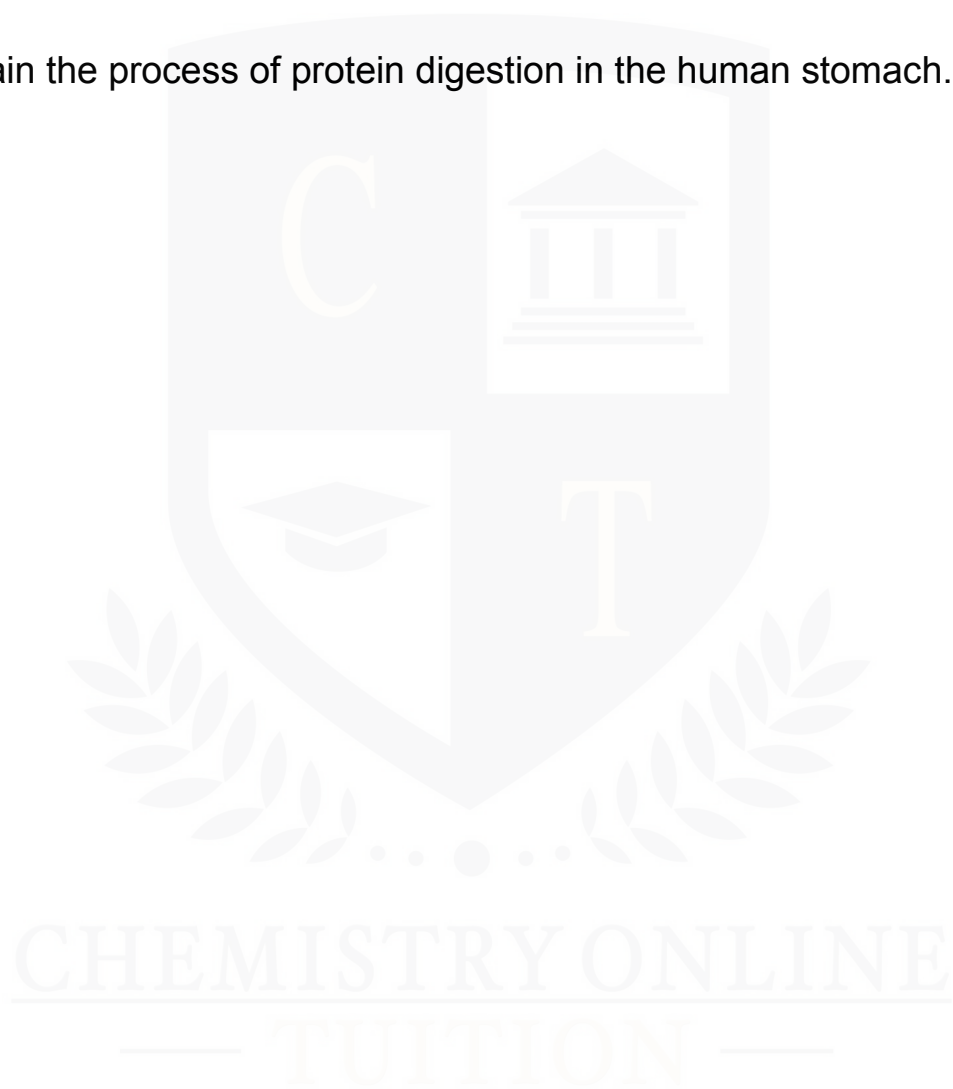 ain the process of protein digestion in the human stomach.
C
T
CHEMISTRY ONLINE
TUITION